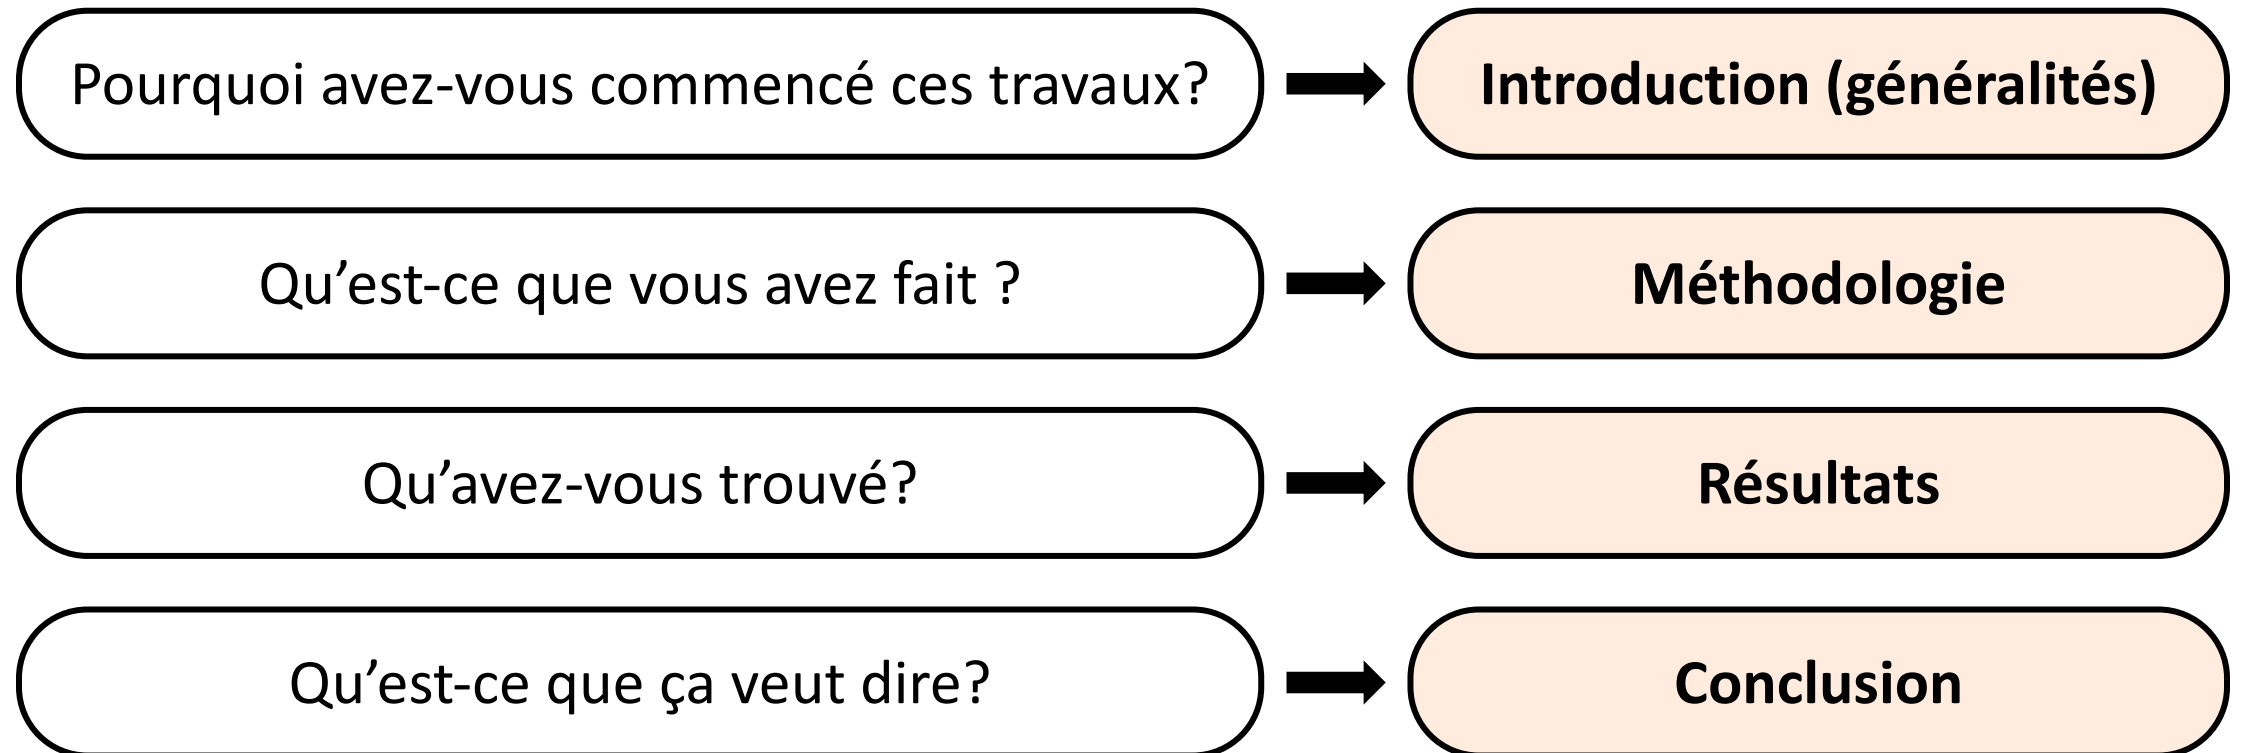 Pourquoi avez-vous commencé ces travaux?
Introduction (généralités)
Qu’est-ce que vous avez fait ?
Méthodologie
Qu’avez-vous trouvé?
Résultats
Qu’est-ce que ça veut dire?
Conclusion